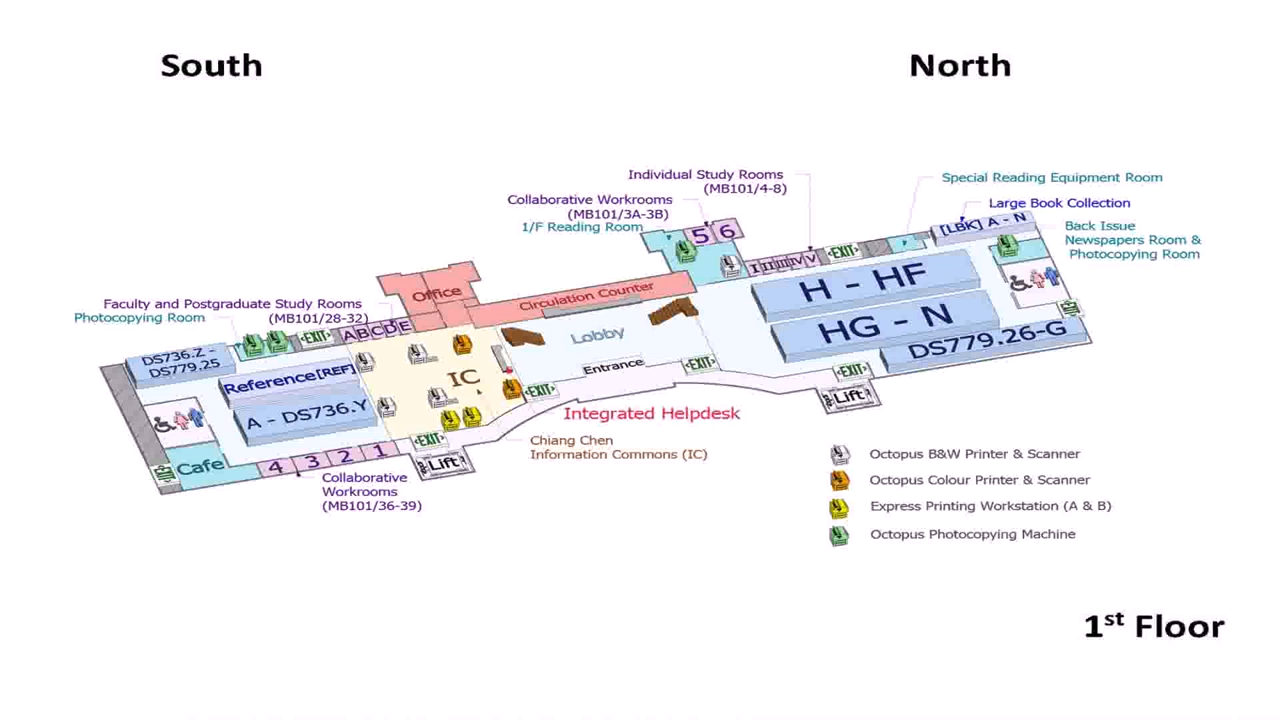 South
North
Individual Study Rooms
(MB101/4-8)
Special Reading Equipment Room
Collaborative Workrooms
(MB101/3A-3B)
1/F Reading Room
Large Book Collection
[LBK] A - N
Back Issue
Newspapers Room &
Photocopying Room
5 6
I II III IV V
EXIT
H - HF
HG - N
DS779.26-G
Office
Circulation Counter
Lobby
Entrance
EXIT
EXIT
Lift
Faculty and Postgraduate Study Rooms
(MB101/28-32)
Photocopying Room
EXIT
A B C D E
DS736.Z -
DS779.25
Reference[REF]
A - DS736.Y
IC
EXIT
Integrated Helpdesk
Chiang Chen
Information Commons (IC)
EXIT
Lift
Cafe
4 3 2 1
Collaborative
Workrooms
(MB101/36-39)
Octopus B&W Printer & Scanner
Octopus Colour Printer & Scanner
Express Printing Workstation (A & B)
Octopus Photocopying Machine
1st Floor